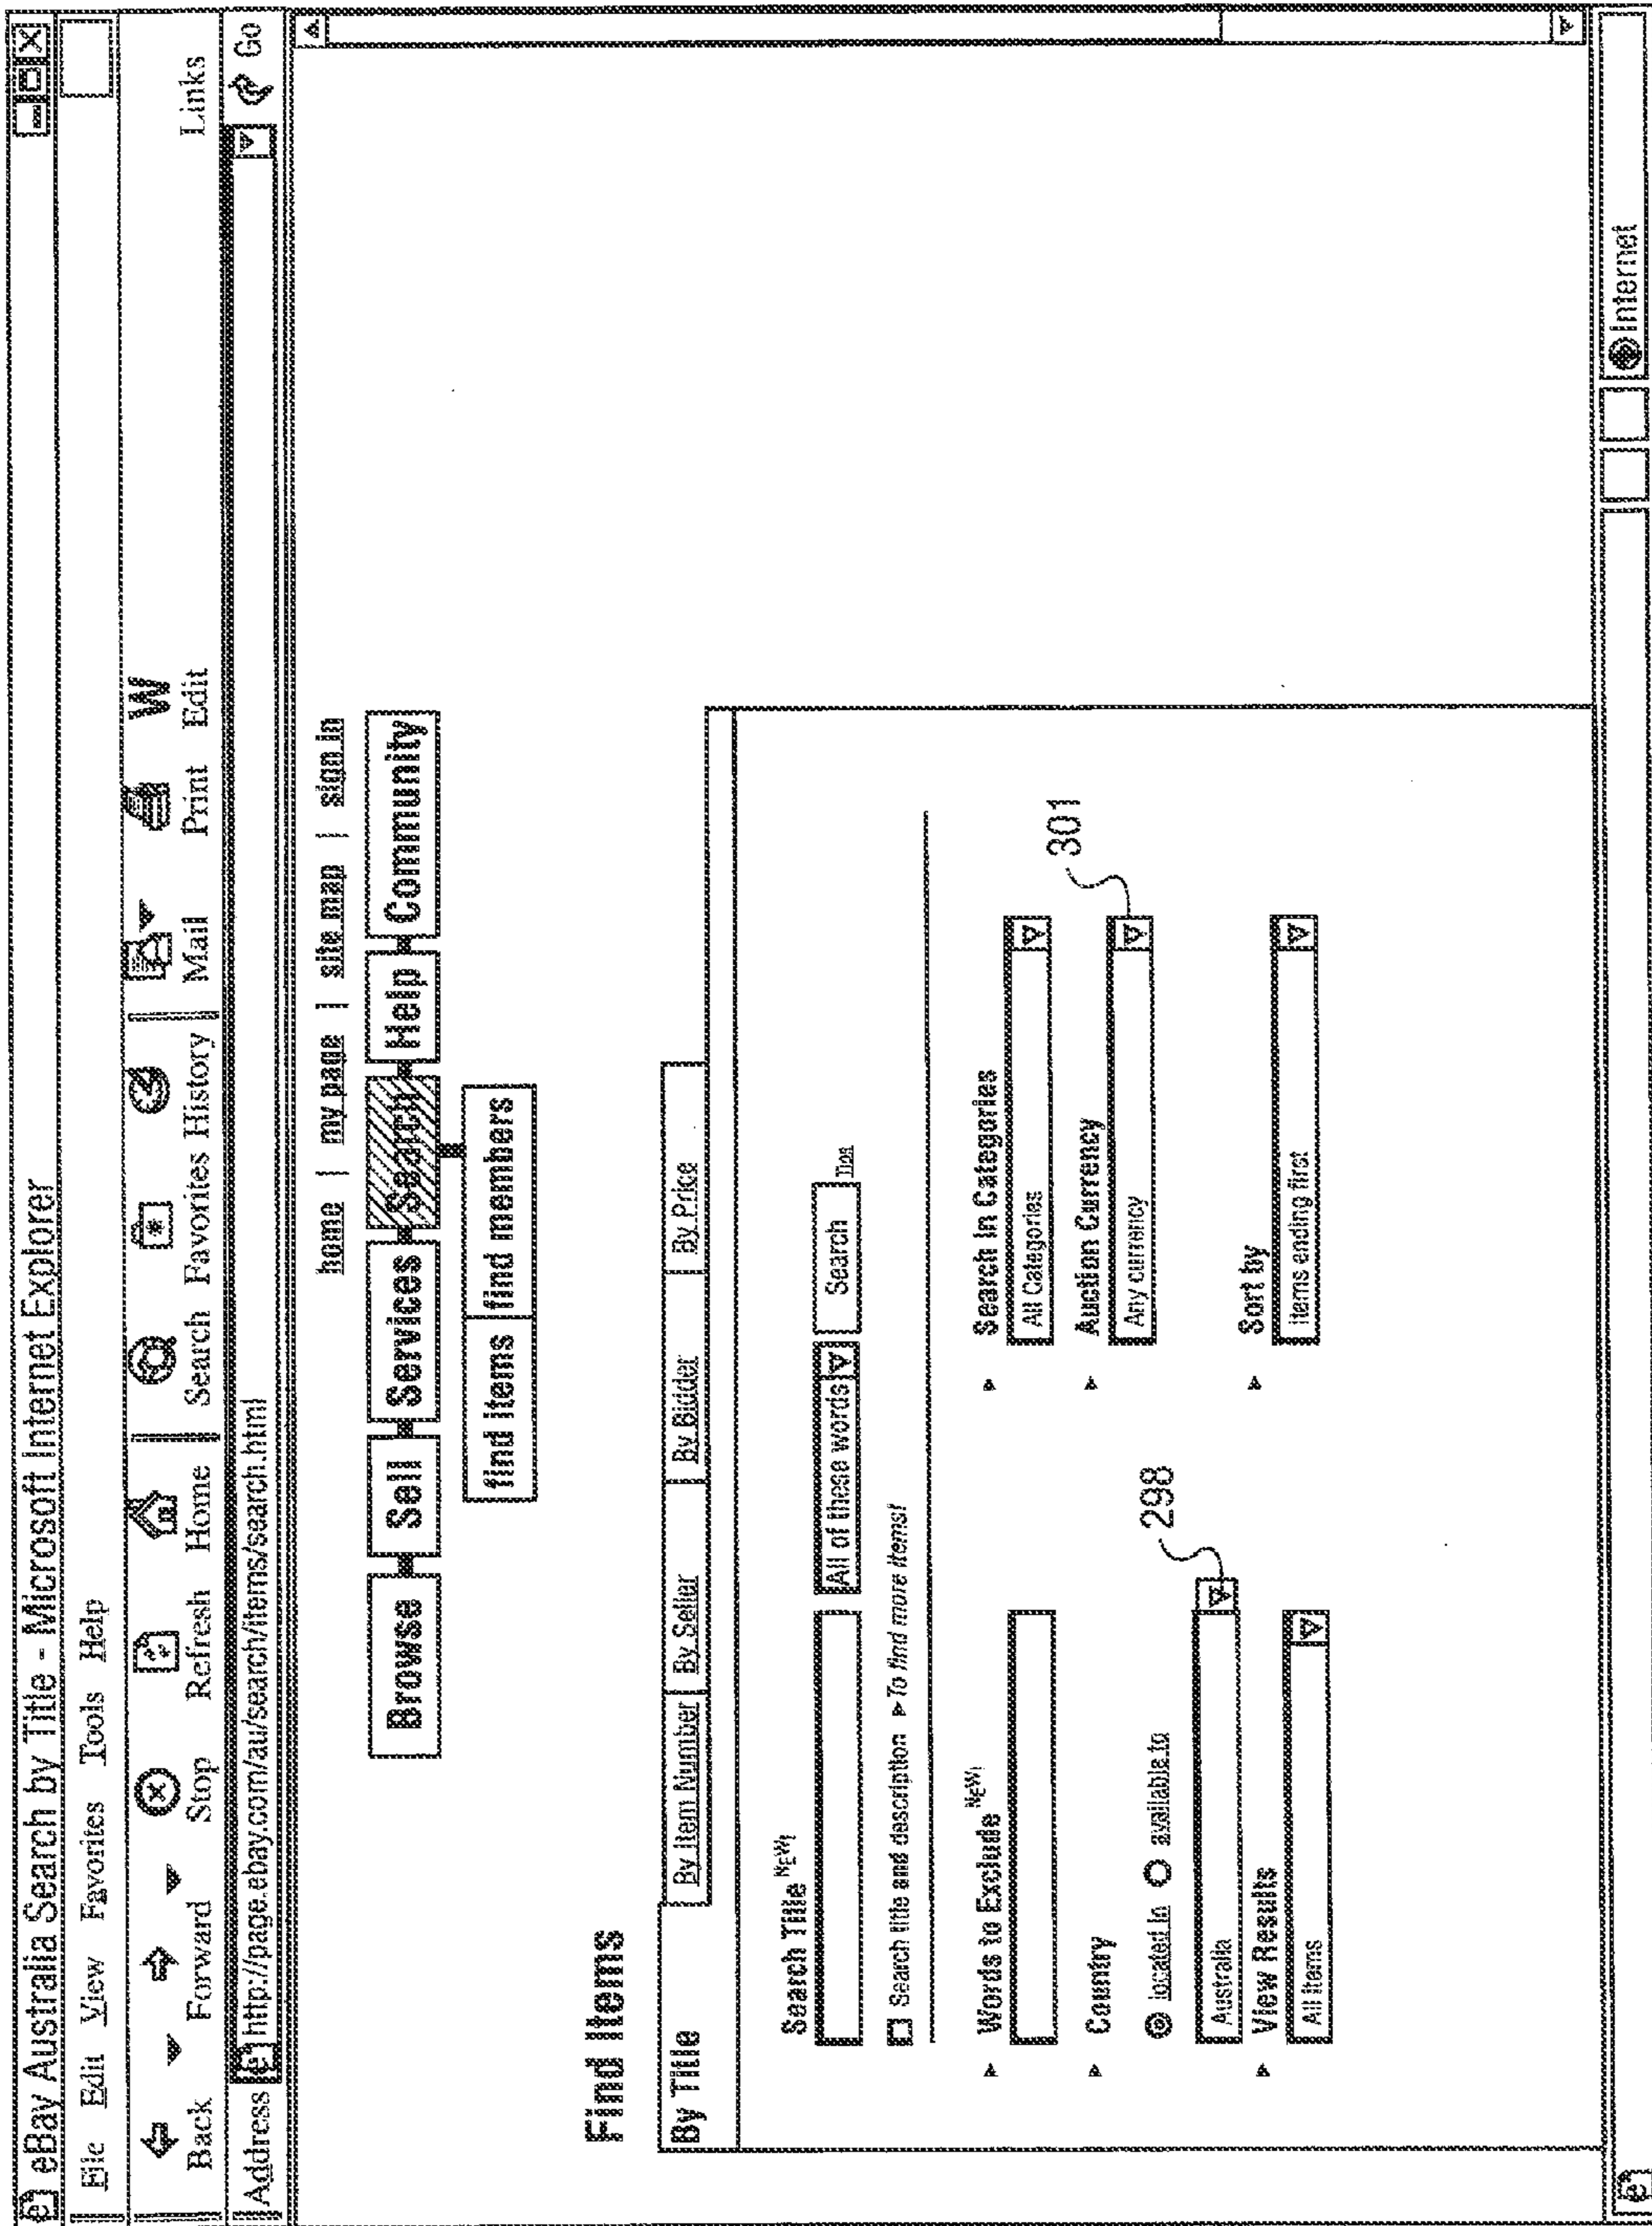 eBay Australia Search by Title - Microsoft Internet Explorer
File Edit View Favorites Tools Help
Back Forward Stop Refresh Home Search Favorites History Mail Print Edit Links
Address http://page.ebay.com/au/search/items/search.html Go
home | my page | site map | sign in
Browse Sell Services Search Help Community
find items find members
Find Items
By Title By Item Number By Seller By Bidder By Price
Search Title NEW!
All of these words Search Tips
Search title and description To find more items!
Words to Exclude NEW! Search in Categories
All Categories
Country Auction Currency
located in available to Any currency
301
298
Australia
View Results Sort by
All items items ending first
Internet